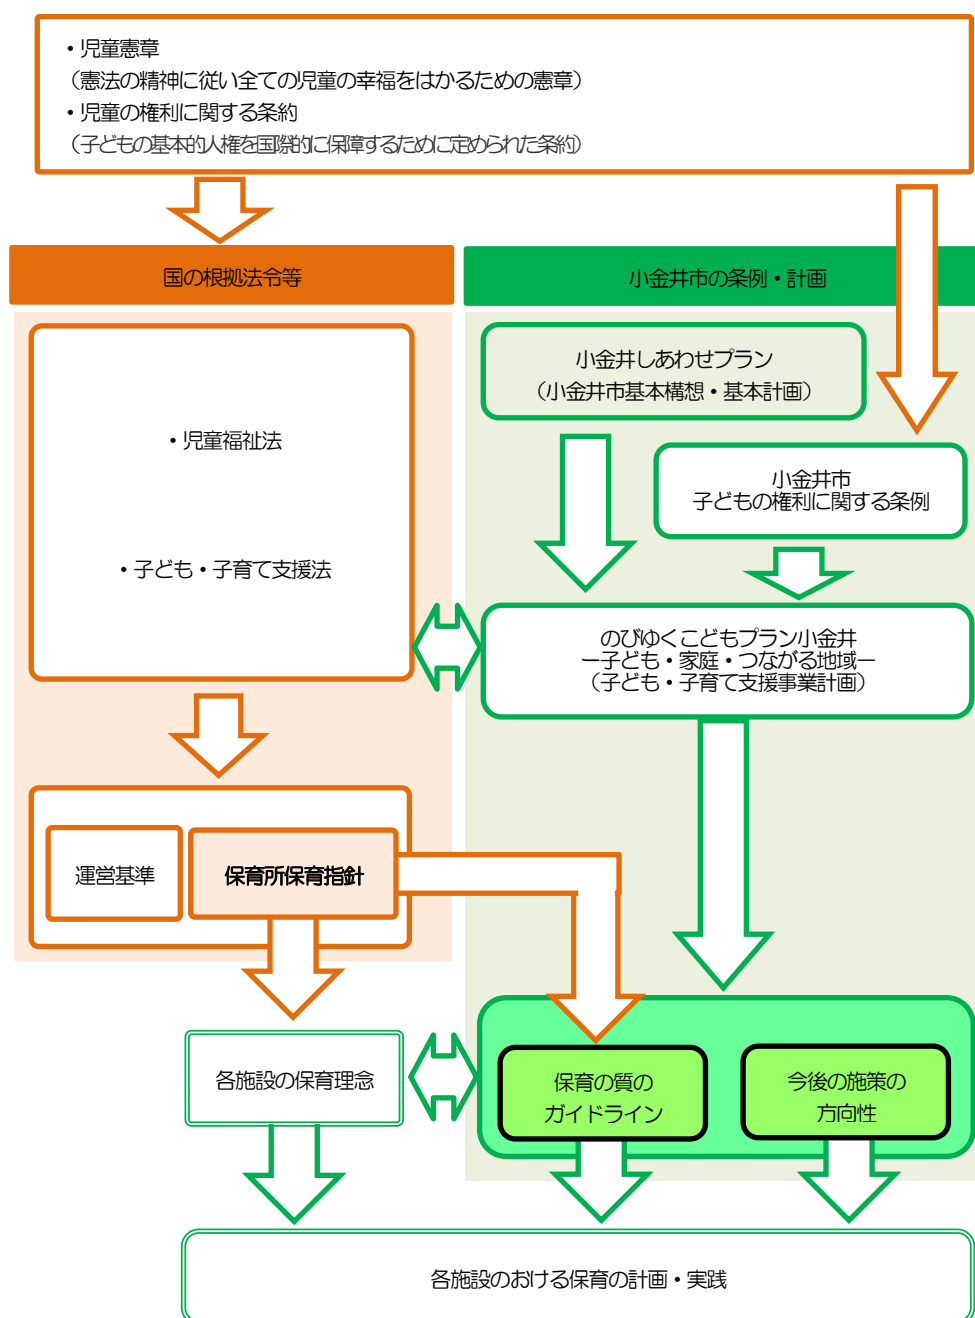 ・児童憲章
（憲法の精神に従い全ての児童の幸福をはかるための憲章）
・児童の権利に関する条約
（子どもの基本的人権を国際的に保障するために定められた条約）
国の根拠法令等
小金井市の条例・計画
・児童福祉法
・子ども・子育て支援法
小金井しあわせプラン
（小金井市基本構想・基本計画）
小金井市
子どもの権利に関する条例
のびゆくこどもプラン小金井
ー子ども・家庭・つながる地域ー
（子ども・子育て支援事業計画）
運営基準
保育所保育指針
各施設の保育理念
保育の質の
ガイドライン
今後の施策の
方向性
各施設のおける保育の計画・実践